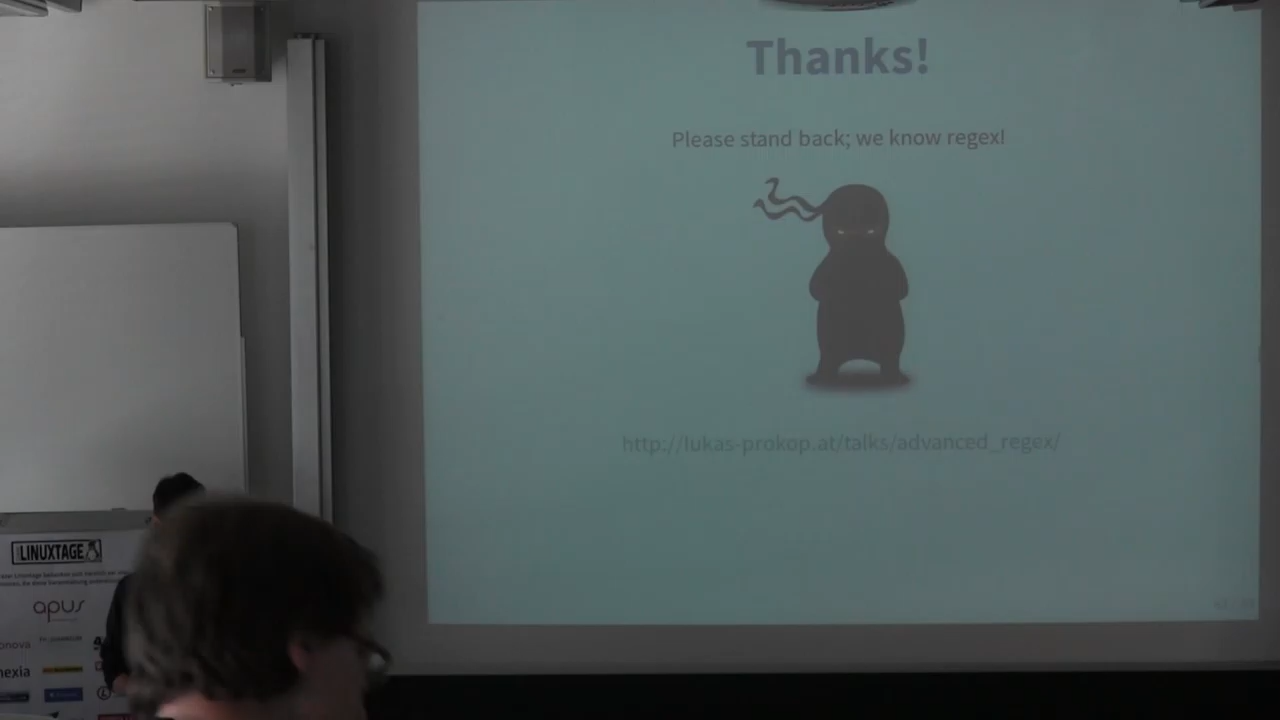 Thanks!
Please stand back; we know regex!
http://lukas-prokop.at/talks/advanced_regex/
LINUXTAGE
apus
nexia